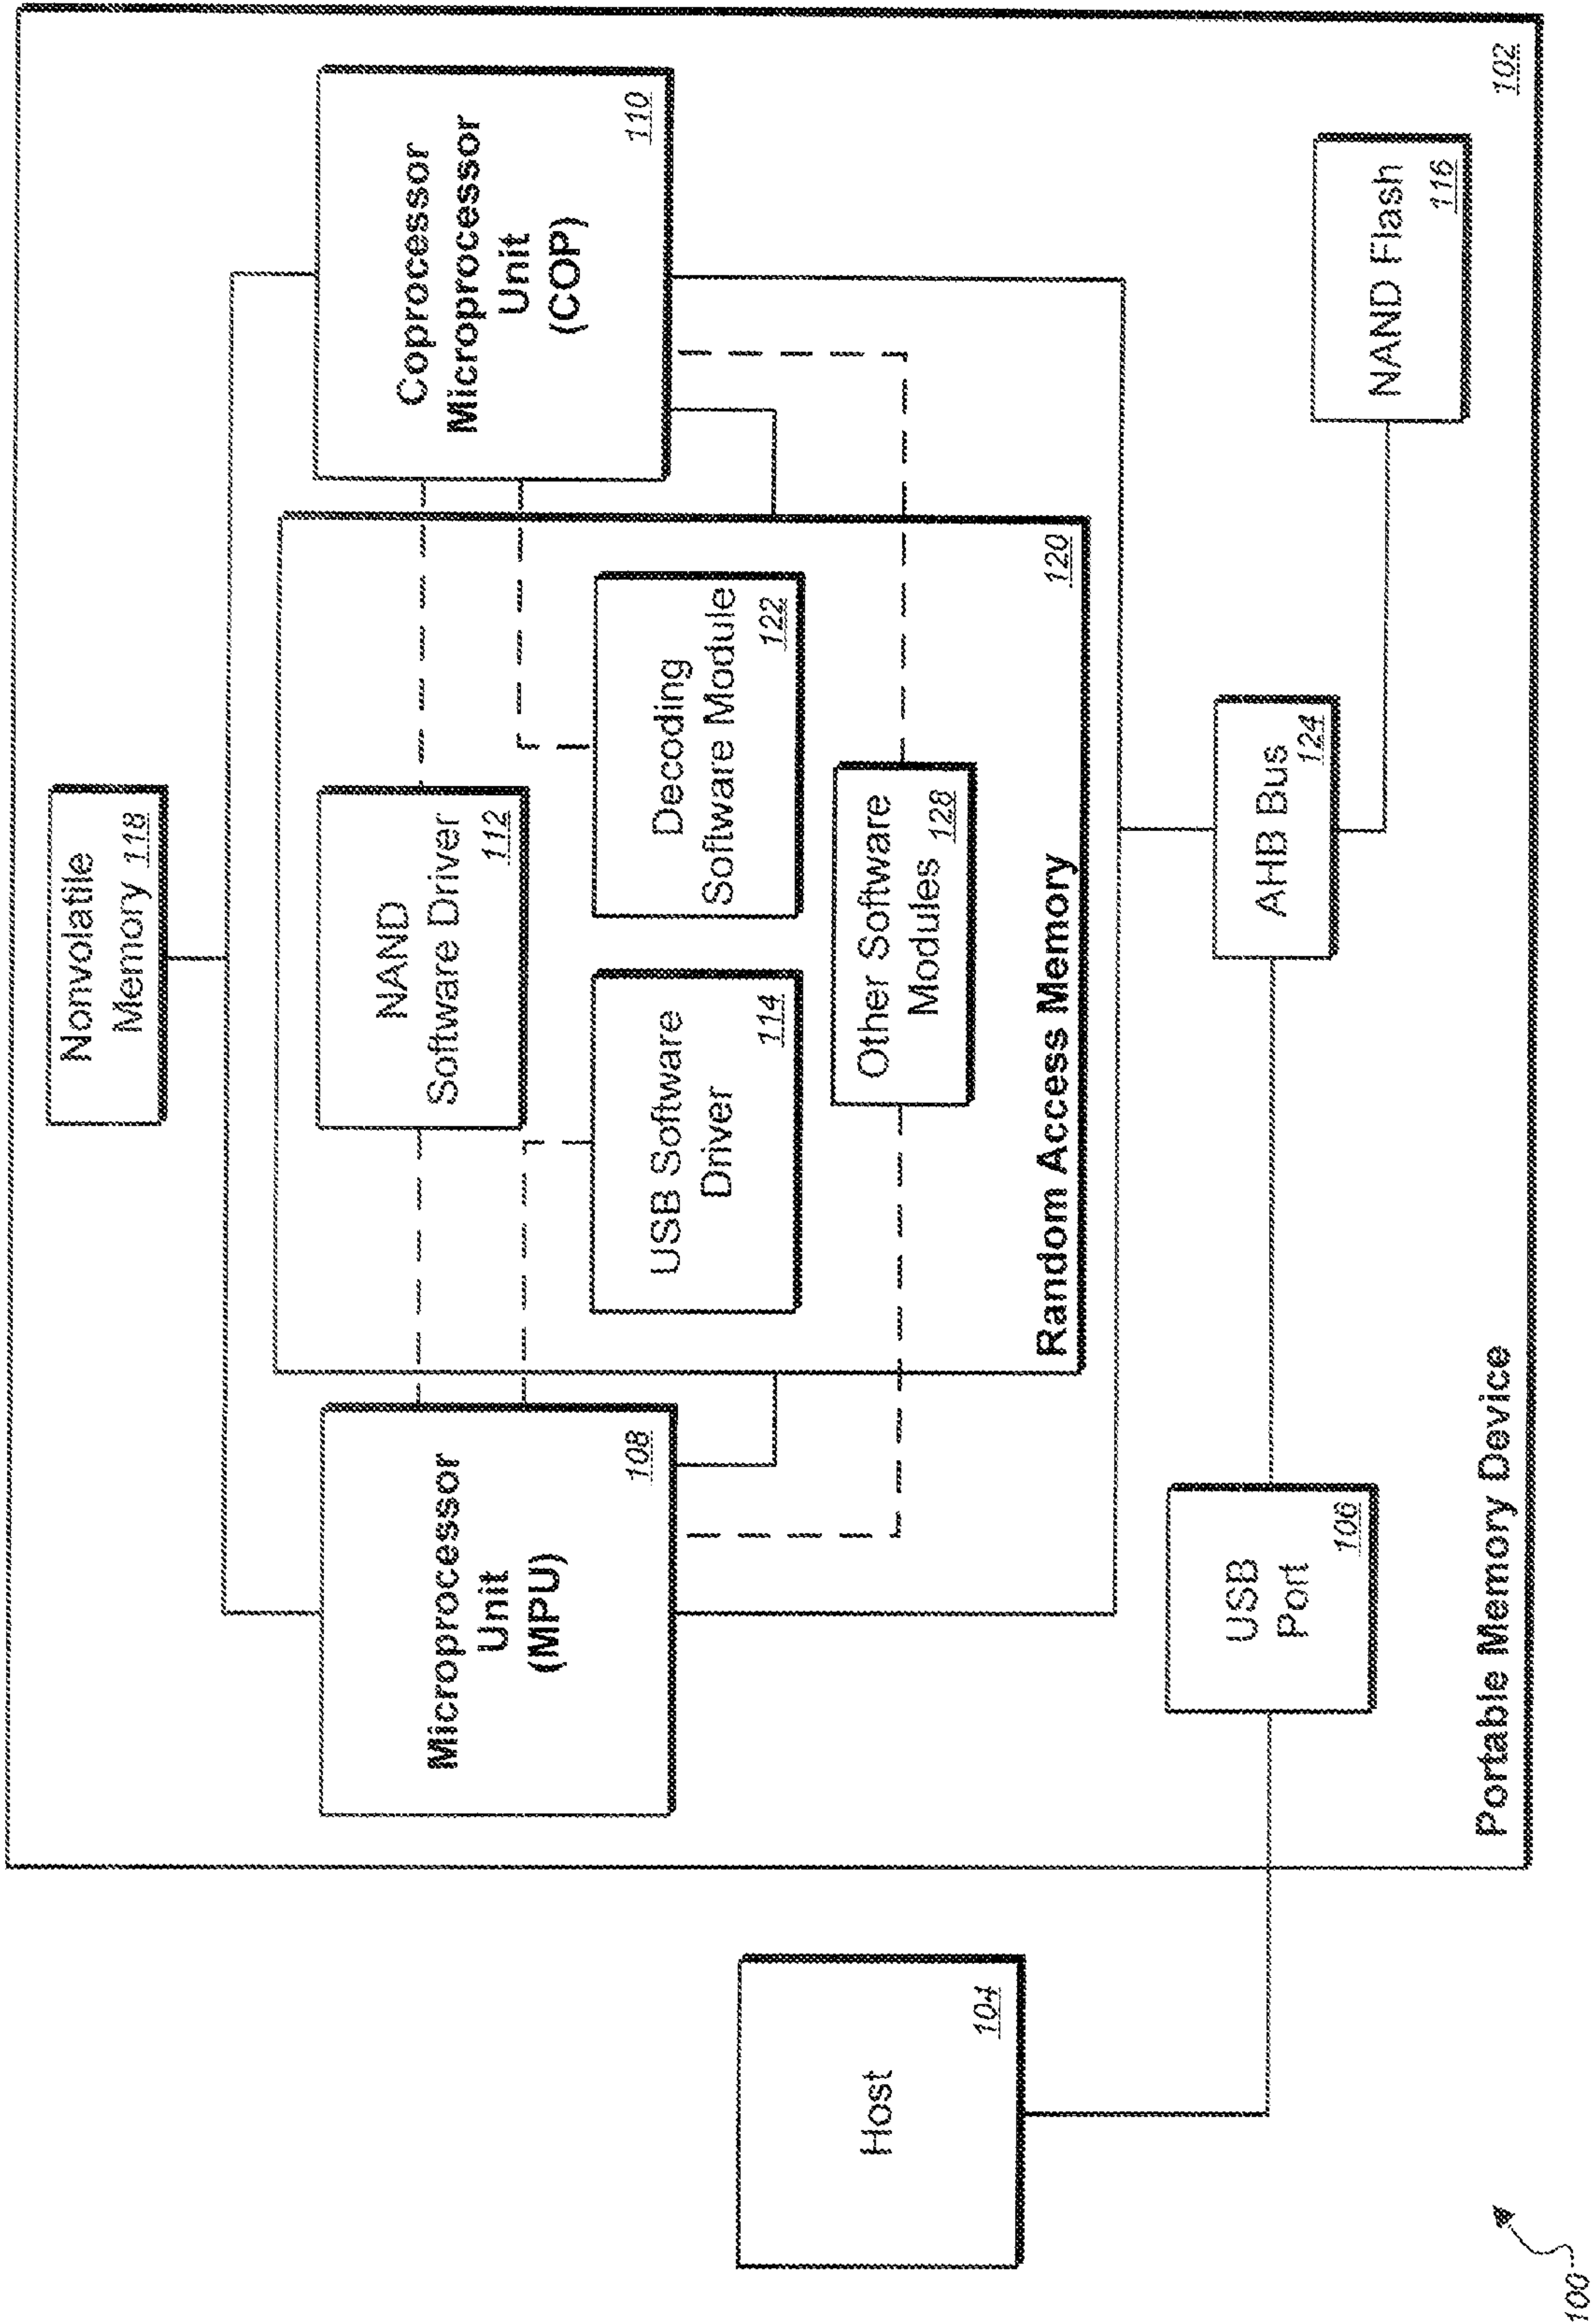 Nonvolatile
Memory 118
Microprocessor
Unit
(MPU)
108
NAND
Software Driver
112
USB Software
Driver
114
Decoding
Software Module
122
Other Software
Modules 128
Random Access Memory
120
Coprocessor
Microprocessor
Unit
(COP)
110
Host
104
USB
Port
106
AHB Bus
124
NAND Flash
116
Portable Memory Device
102
100